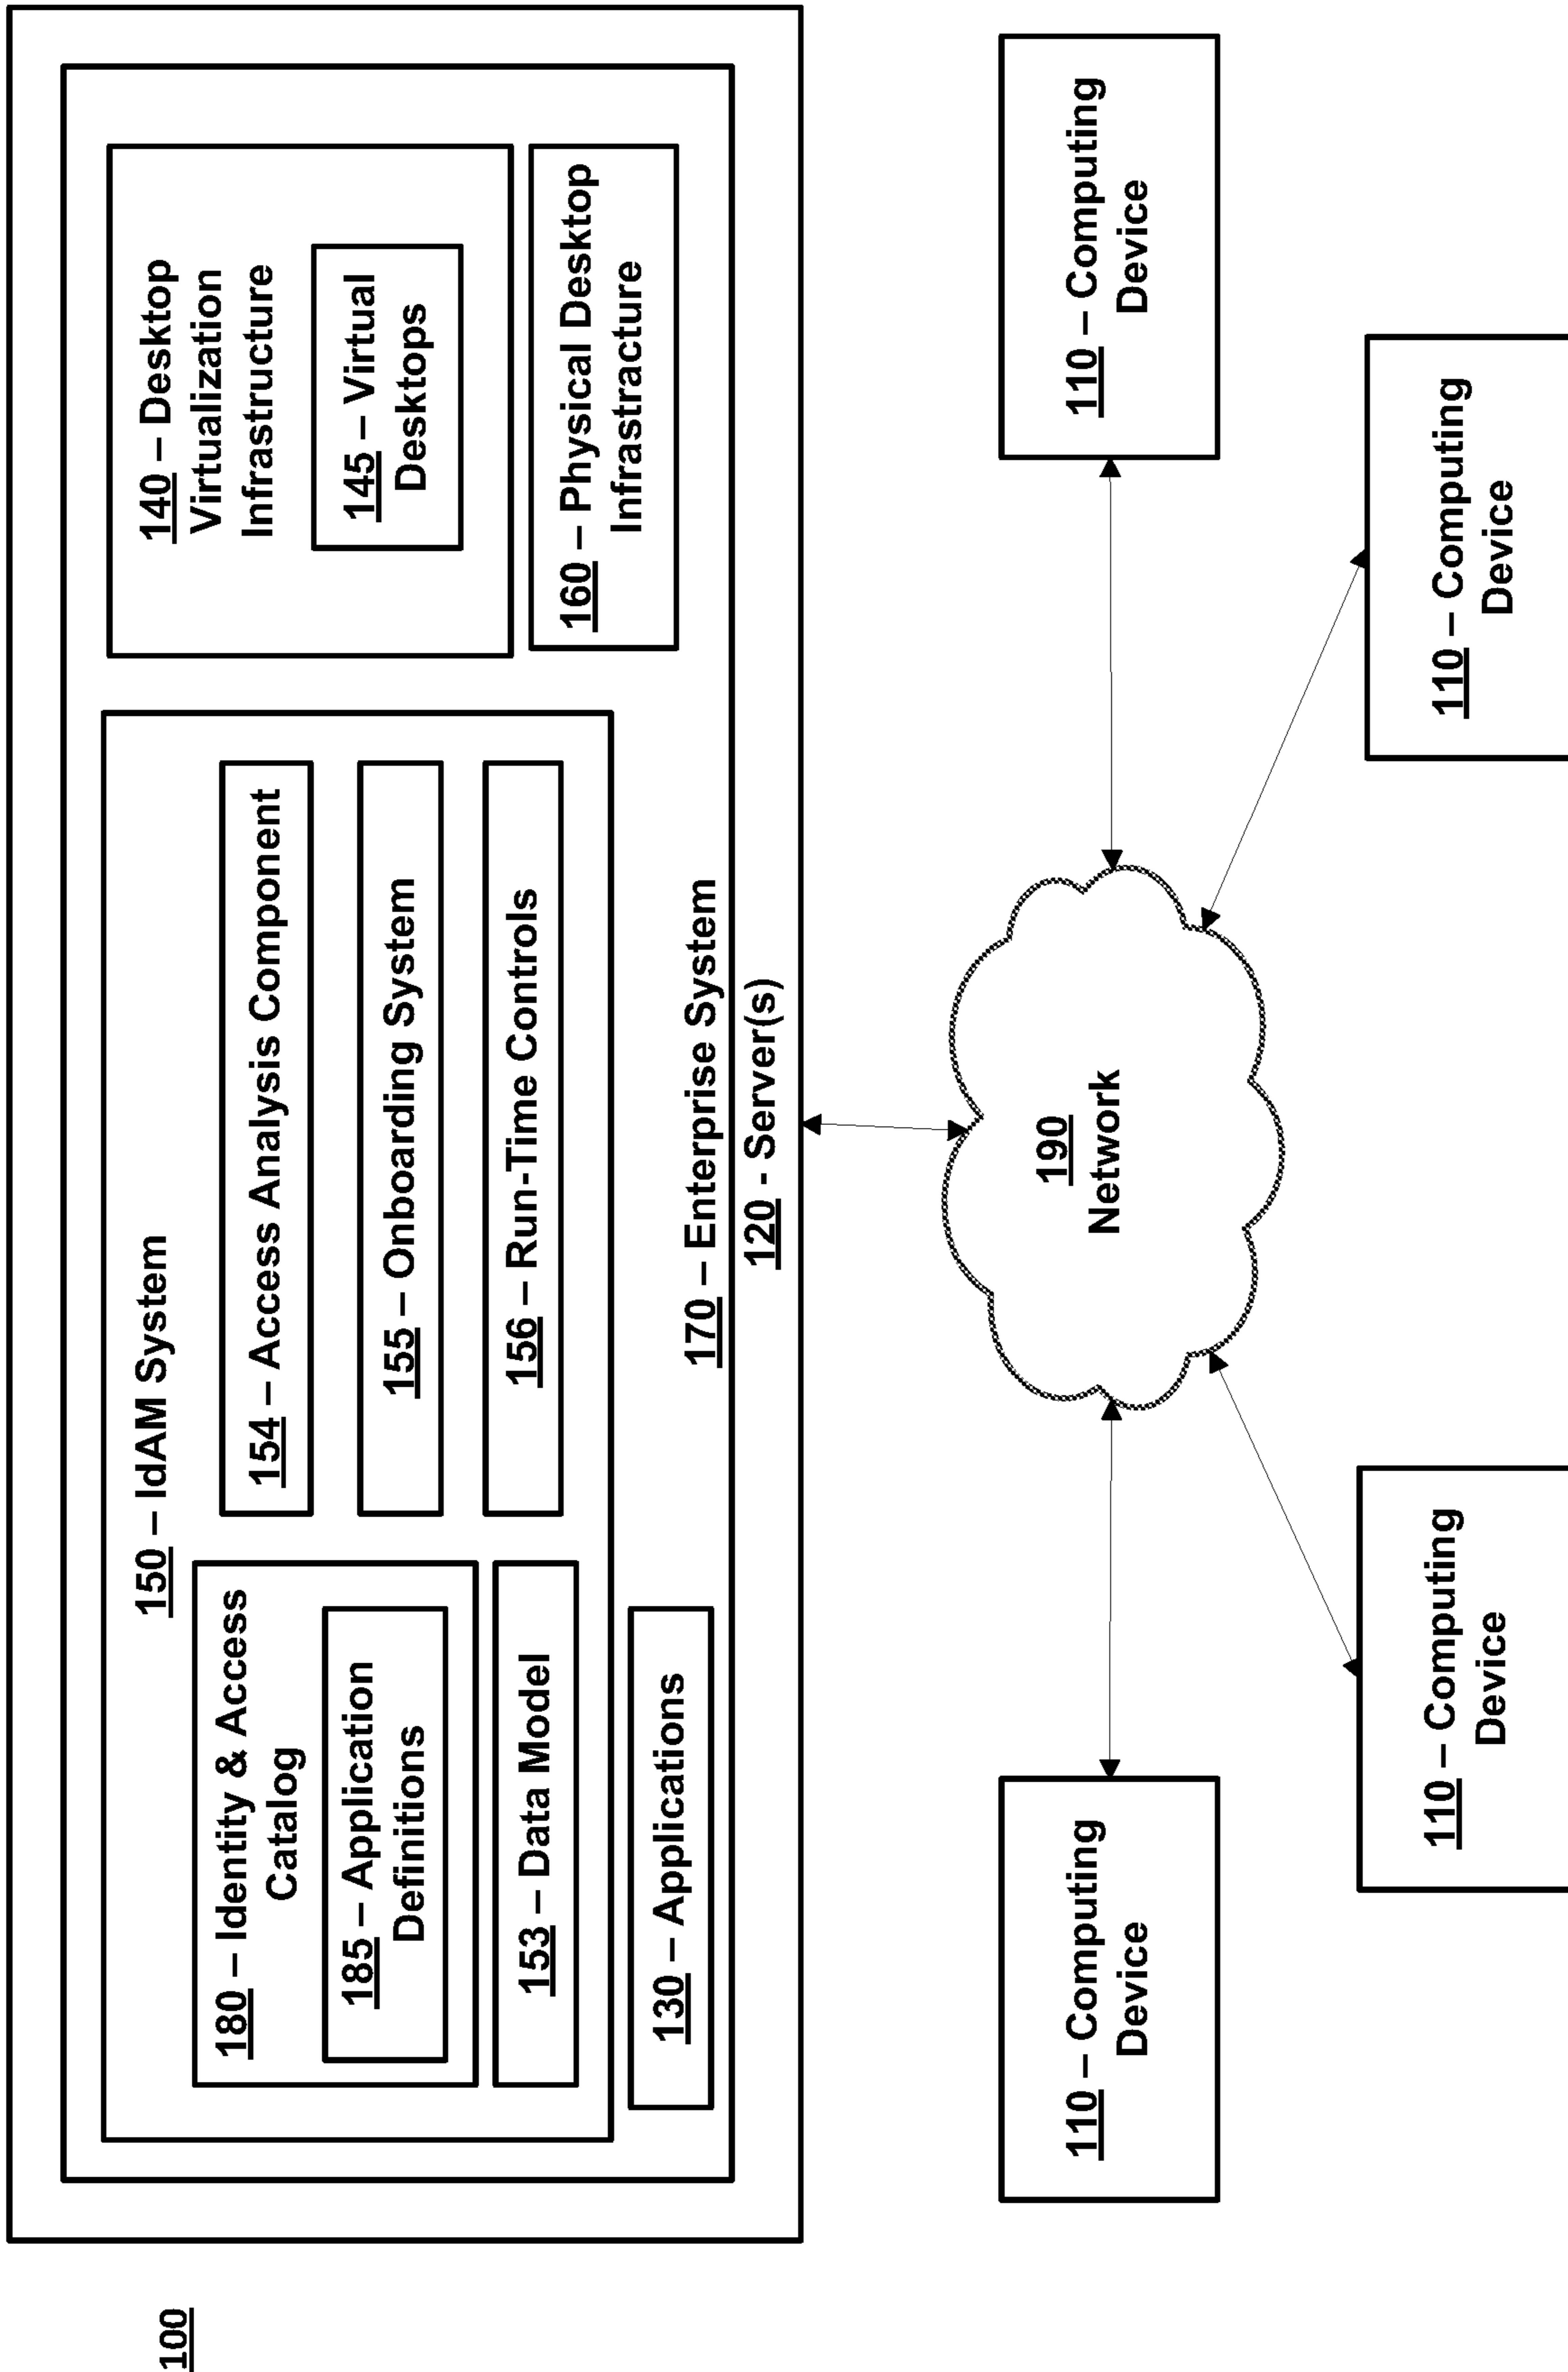 100
150 – IdAM System
180 – Identity & Access
Catalog
185 – Application
Definitions
153 – Data Model
154 – Access Analysis Component
155 – Onboarding System
156 – Run-Time Controls
130 – Applications
140 – Desktop
Virtualization
Infrastructure
145 – Virtual
Desktops
160 – Physical Desktop
Infrastracture
170 – Enterprise System
120 - Server(s)
190
Network
110 – Computing
Device
110 – Computing
Device
110 – Computing
Device
110 – Computing
Device